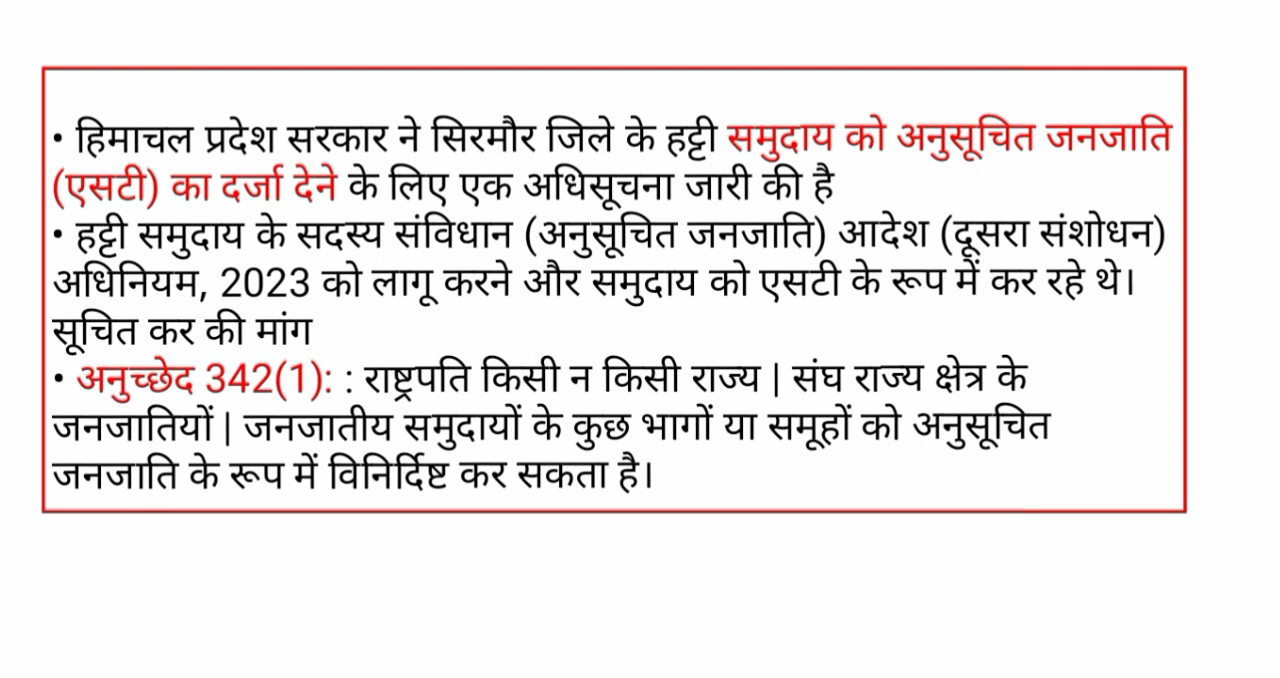 • हिमाचल प्रदेश सरकार ने सिरमौर जिले के हट्टी समुदाय को अनुसूचित जनजाति
(एसटी) का दर्जा देने के लिए एक अधिसूचना जारी की है
• हट्टी समुदाय के सदस्य संविधान (अनुसूचित जनजाति) आदेश (दूसरा संशोधन)
अधिनियम, 2023 को लागू करने और समुदाय को एसटी के रूप में कर रहे थे।
सूचित कर की मांग
• अनुच्छेद 342(1): : राष्ट्रपति किसी न किसी राज्य | संघ राज्य क्षेत्र के
जनजातियों | जनजातीय समुदायों के कुछ भागों या समूहों को अनुसूचित
जनजाति के रूप में विनिर्दिष्ट कर सकता है।